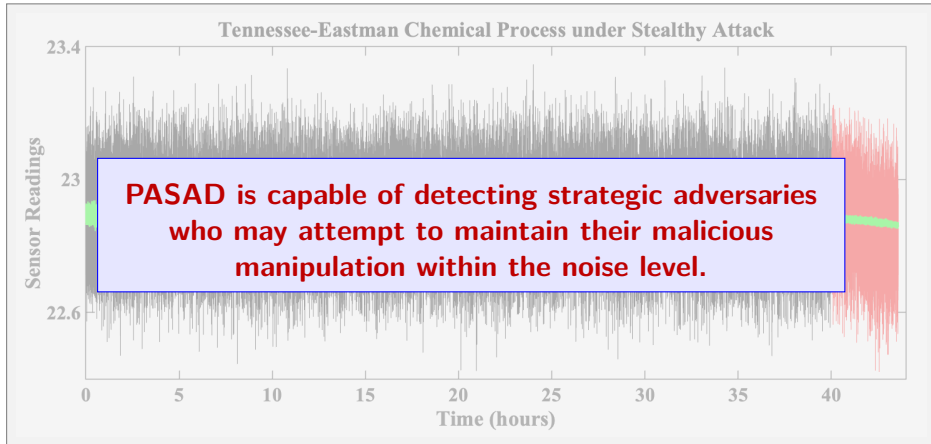 Tennessee-Eastman Chemical Process under Stealthy Attack
23.4
23
22.6
Sensor Readings
PASAD is capable of detecting strategic adversaries
who may attempt to maintain their malicious
manipulation within the noise level.
0 5 10 15 20 25 30 35 40
Time (hours)